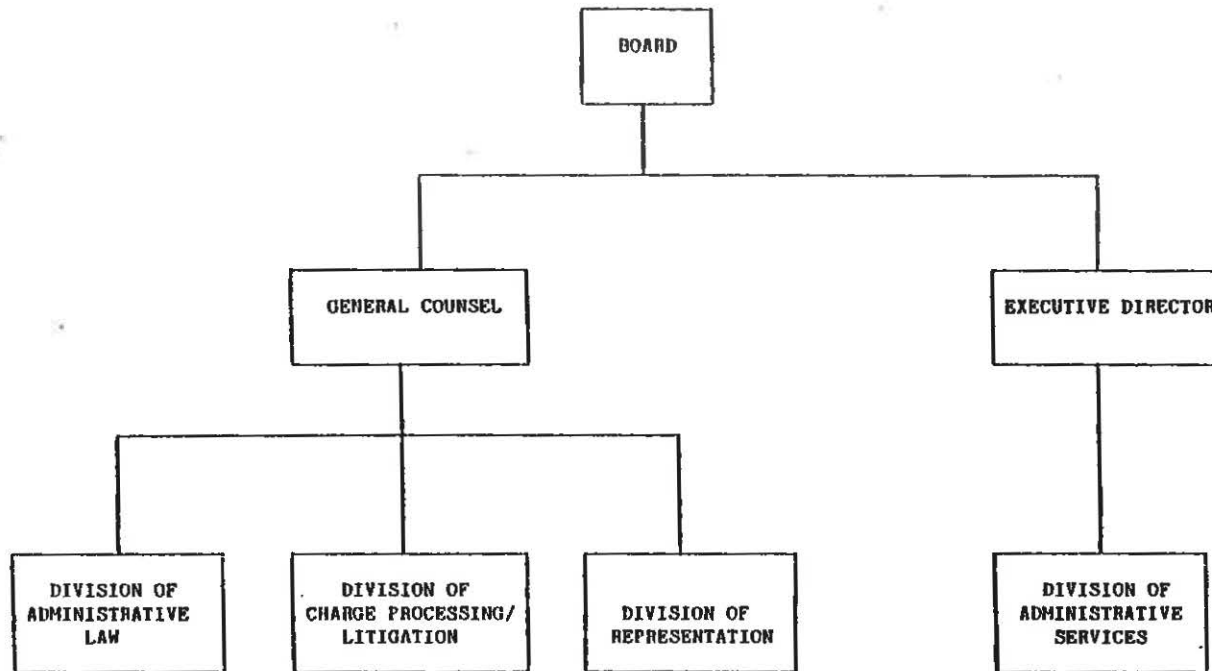 BOARD
GENERAL COUNSEL
EXECUTIVE DIRECTOR
DIVISION OF
ADMINISTRATIVE
LAW
DIVISION OF
CHARGE PROCESSING/
LITIGATION
DIVISION OF
REPRESENTATION
DIVISION OF
ADMINISTRATIVE
SERVICES